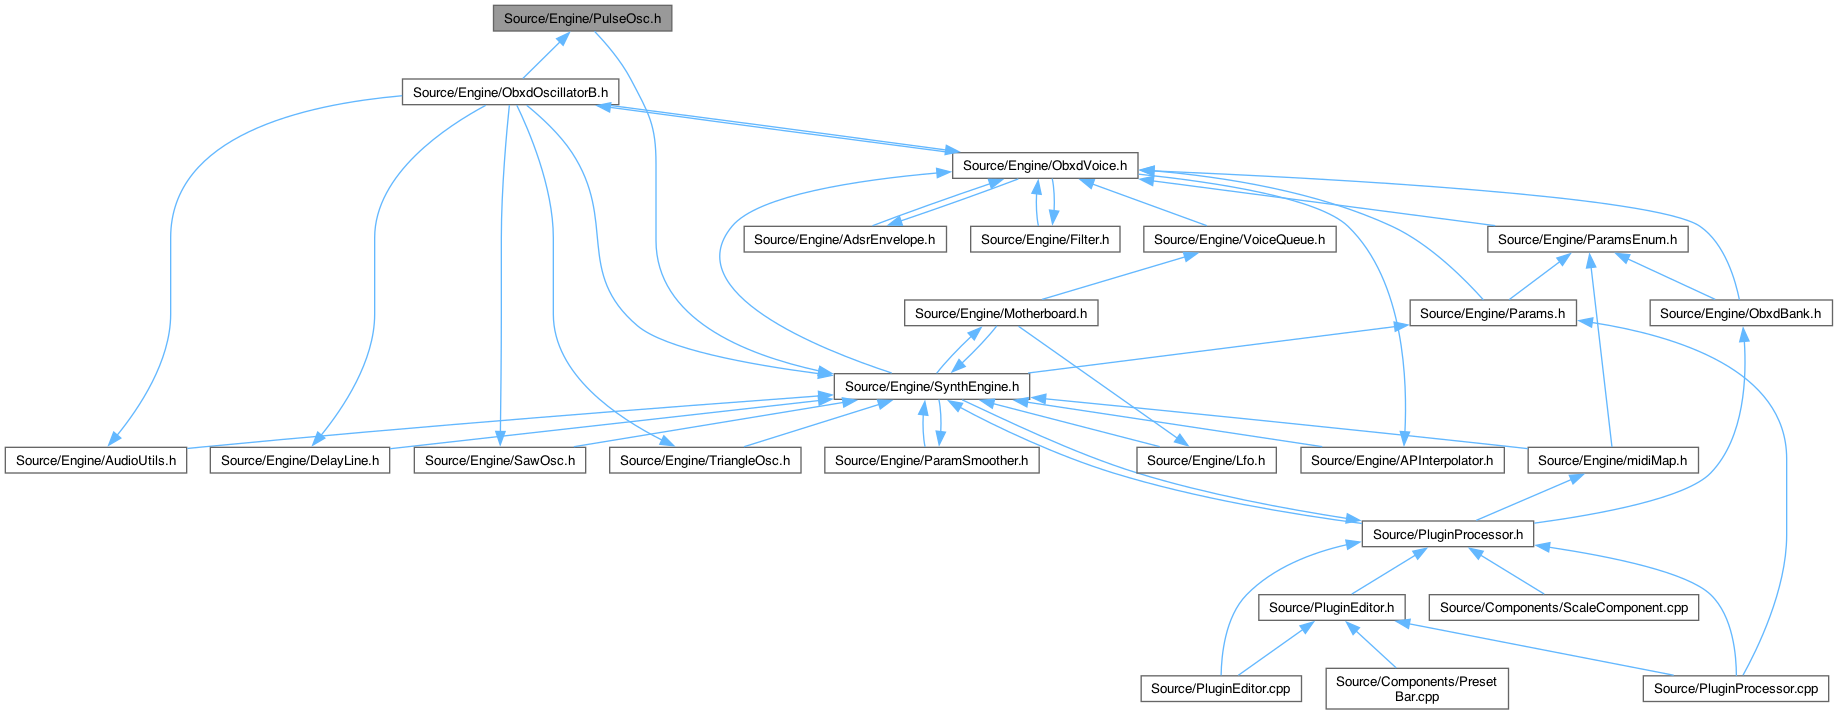 Source/Engine/PulseOsc.h
Source/Engine/ObxdOscillatorB.h
Source/Engine/ObxdVoice.h
Source/Engine/AdsrEnvelope.h
Source/Engine/Filter.h
Source/Engine/VoiceQueue.h
Source/Engine/ParamsEnum.h
Source/Engine/Motherboard.h
Source/Engine/Params.h
Source/Engine/ObxdBank.h
Source/Engine/SynthEngine.h
Source/Engine/AudioUtils.h
Source/Engine/DelayLine.h
Source/Engine/SawOsc.h
Source/Engine/TriangleOsc.h
Source/Engine/ParamSmoother.h
Source/Engine/Lfo.h
Source/Engine/APInterpolator.h
Source/Engine/midiMap.h
Source/PluginProcessor.h
Source/PluginEditor.h
Source/Components/ScaleComponent.cpp
Source/PluginEditor.cpp
Source/Components/Preset
Bar.cpp
Source/PluginProcessor.cpp